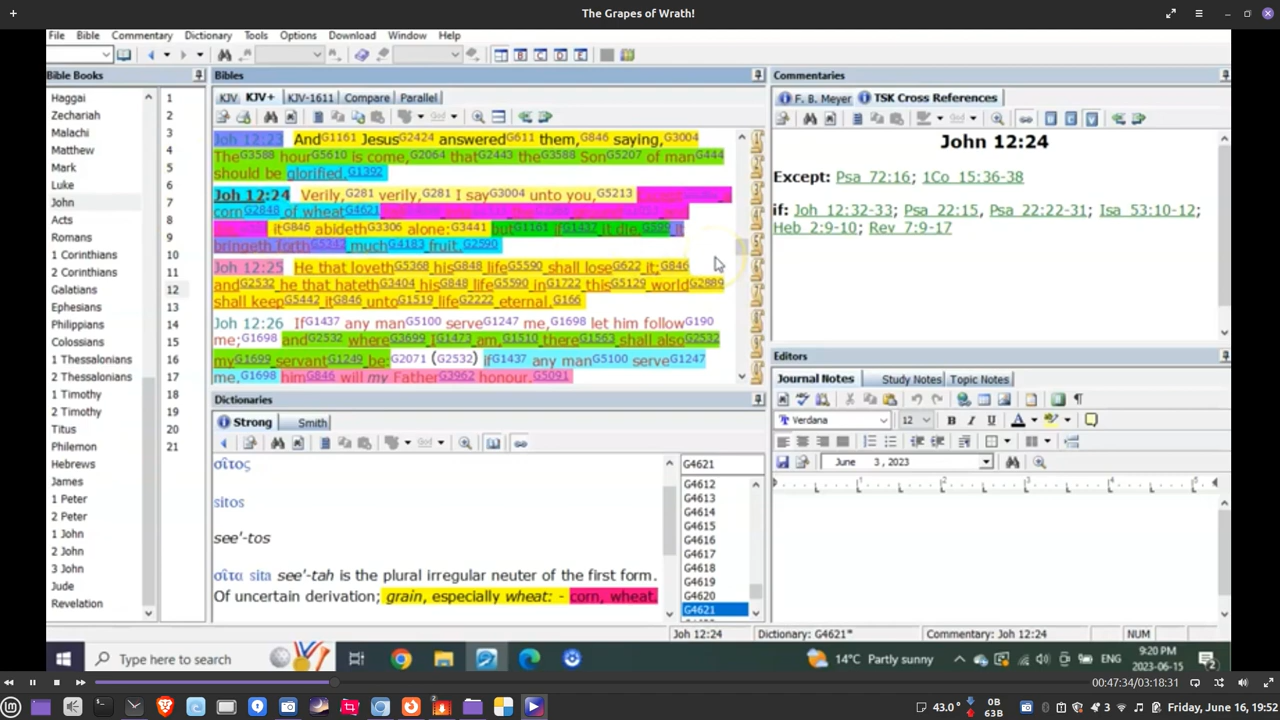 The Grapes of Wrath!
File Bible Commentary Dictionary Tools Options Download Window Help
B C D E
Bible Books
Haggai
Zechariah
Malachi
Matthew
Mark
Luke
John
Acts
Romans
1 Corinthians
2 Corinthians
Galatians
Ephesians
Philippians
Colossians
1 Thessalonians
2 Thessalonians
1 Timothy
2 Timothy
Titus
Philemon
Hebrews
James
1 Peter
2 Peter
1 John
2 John
3 John
Jude
Revelation
1
2
3
4
5
6
7
8
9
10
11
12
13
14
15
16
17
18
19
20
21
Bibles
KJV KJV+ KJV-1611 Compare Parallel
Joh 12:23 AndG1161 JesusG2424 answeredG611 them,G846 saying,G3004
TheG3588 hourG5610 is come,G2064 thatG2443 theG3588 SonG5207 of manG444
should be glorified.G1392
Joh 12:24 Verily,G281 verily,G281 I sayG3004 unto you,G5213
cornG2848 of wheatG4621
itG846 abidethG3306 alone:G3441 butG1161 ifG1437 it die,G599 it
bringeth forthG5342 muchG4183 fruit.G2590
Joh 12:25 He that lovethG5368 hisG848 lifeG5590 shall loseG622 it;G846
andG2532 he that hatethG3404 hisG848 lifeG5590 inG1722 thisG5129 worldG2889
shall keepG5442 itG846 untoG1519 lifeG2222 eternal.G166
Joh 12:26 IfG1437 any manG5100 serveG1247 me,G1698 let him followG190
me;G1698 andG2532 whereG3699 IG1473 am,G1510 thereG1563 shall alsoG2532
myG1699 servantG1249 be:G2071 (G2532) ifG1437 any manG5100 serveG1247
me,G1698 himG846 will my FatherG3962 honour.G5091
Dictionaries
Strong Smith
σῖτος
sitos
see'-tos
σῖτα sita see'-tah is the plural irregular neuter of the first form.
Of uncertain derivation; grain, especially wheat: - corn, wheat.
G4621
G4612
G4613
G4614
G4615
G4616
G4617
G4618
G4619
G4620
G4621
Commentaries
F. B. Meyer TSK Cross References
John 12:24
Except: Psa 72:16; 1Co 15:36-38
if: Joh 12:32-33; Psa 22:15, Psa 22:22-31; Isa 53:10-12;
Heb 2:9-10; Rev 7:9-17
Editors
Journal Notes Study Notes Topic Notes
Verdana 12 B I U A
June 3, 2023
1 2 3 4 5
Joh 12:24 Dictionary: G4621* Commentary: Joh 12:24 NUM
Type here to search
14°C Partly sunny
ENG
9:20 PM
2023-06-15
2
00:47:34/03:18:31
43.0°
0B
63B
3
Friday, June 16, 19:52